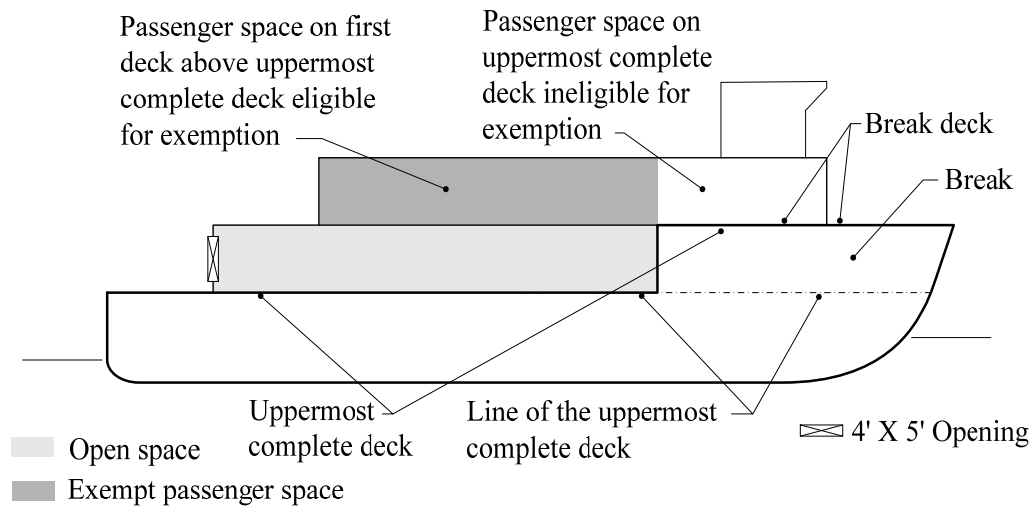 Passenger space on first
deck above uppermost
complete deck eligible
for exemption
Passenger space on
uppermost complete
deck ineligible for
exemption
Break deck
Break
Uppermost
complete deck
Line of the uppermost
complete deck
4' X 5' Opening
Open space
Exempt passenger space